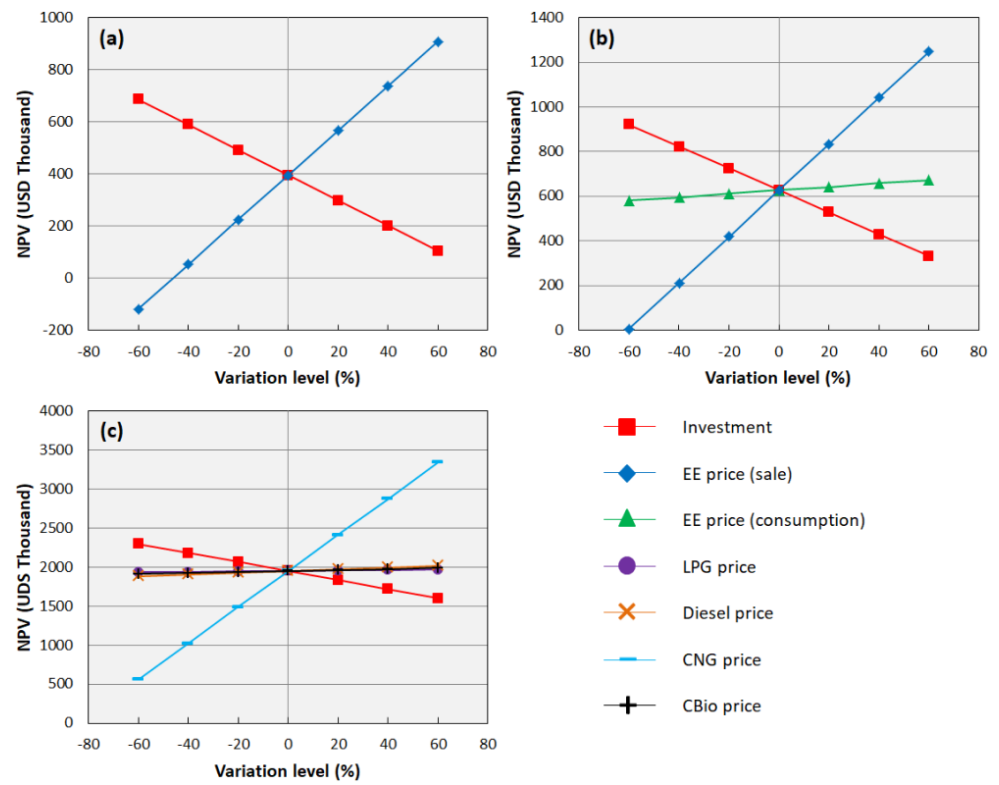 (a)
1000
800
600
400
200
0
-200
NPV (USD Thousand)
-80 -60 -40 -20 0 20 40 60 80
Variation level (%)
(b)
1400
1200
1000
800
600
400
200
0
NPV (USD Thousand)
-80 -60 -40 -20 0 20 40 60 80
Variation level (%)
(c)
4000
3500
3000
2500
2000
1500
1000
500
0
NPV (UDS Thousand)
-80 -60 -40 -20 0 20 40 60 80
Variation level (%)
Investment
EE price (sale)
EE price (consumption)
LPG price
Diesel price
CNG price
CBio price